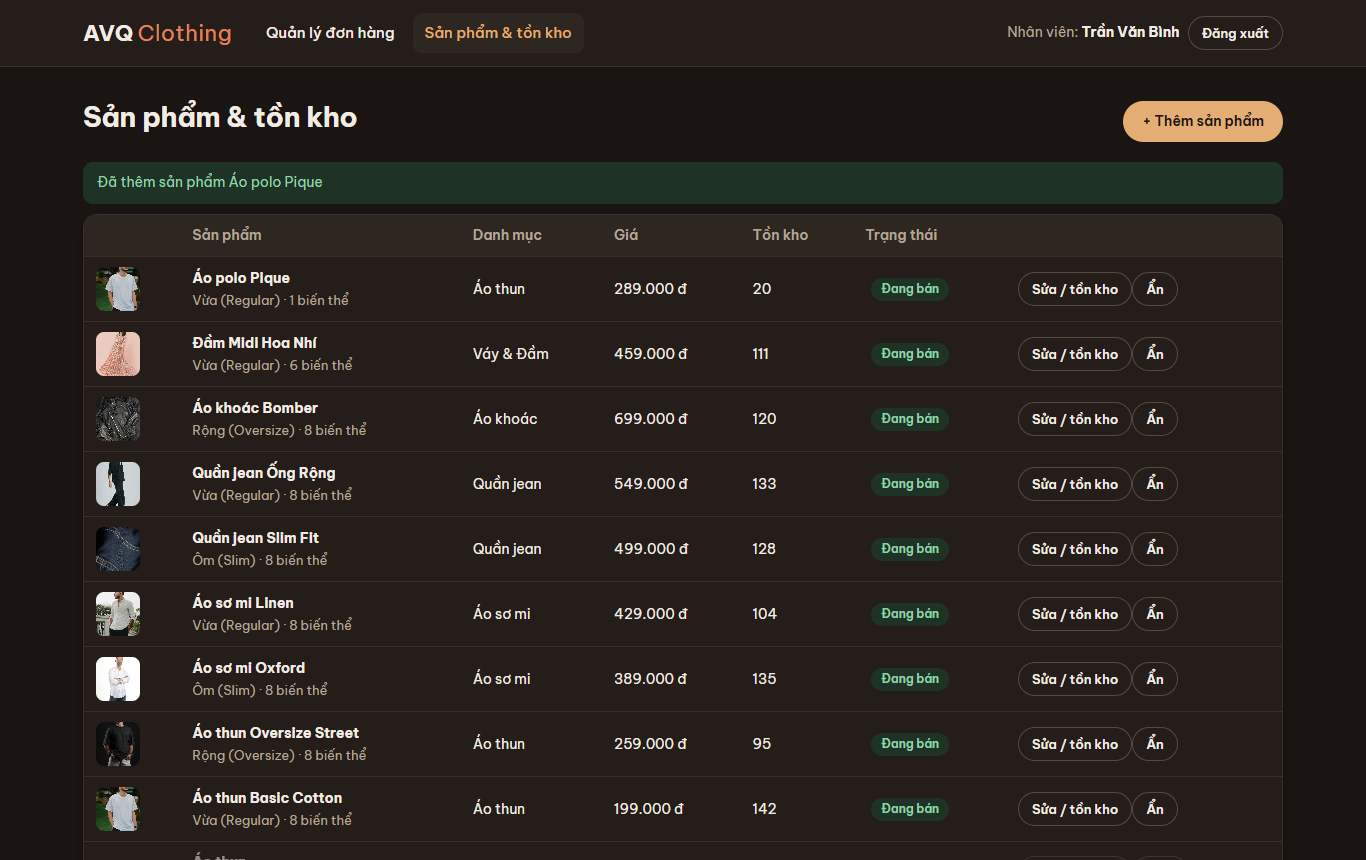 AVQ Clothing Quản lý đơn hàng Sản phẩm & tồn kho Nhân viên: Trần Văn Bình Đăng xuất
Sản phẩm & tồn kho + Thêm sản phẩm
Đã thêm sản phẩm Áo polo Pique
Sản phẩm Danh mục Giá Tồn kho Trạng thái
Áo polo Pique
Vừa (Regular) · 1 biến thể
Áo thun 289.000 đ 20 Đang bán Sửa / tồn kho Ẩn
Đầm Midi Hoa Nhí
Vừa (Regular) · 6 biến thể
Váy & Đầm 459.000 đ 111 Đang bán Sửa / tồn kho Ẩn
Áo khoác Bomber
Rộng (Oversize) · 8 biến thể
Áo khoác 699.000 đ 120 Đang bán Sửa / tồn kho Ẩn
Quần jean Ống Rộng
Vừa (Regular) · 8 biến thể
Quần jean 549.000 đ 133 Đang bán Sửa / tồn kho Ẩn
Quần jean Slim Fit
Ôm (Slim) · 8 biến thể
Quần jean 499.000 đ 128 Đang bán Sửa / tồn kho Ẩn
Áo sơ mi Linen
Vừa (Regular) · 8 biến thể
Áo sơ mi 429.000 đ 104 Đang bán Sửa / tồn kho Ẩn
Áo sơ mi Oxford
Ôm (Slim) · 8 biến thể
Áo sơ mi 389.000 đ 135 Đang bán Sửa / tồn kho Ẩn
Áo thun Oversize Street
Rộng (Oversize) · 8 biến thể
Áo thun 259.000 đ 95 Đang bán Sửa / tồn kho Ẩn
Áo thun Basic Cotton
Vừa (Regular) · 8 biến thể
Áo thun 199.000 đ 142 Đang bán Sửa / tồn kho Ẩn